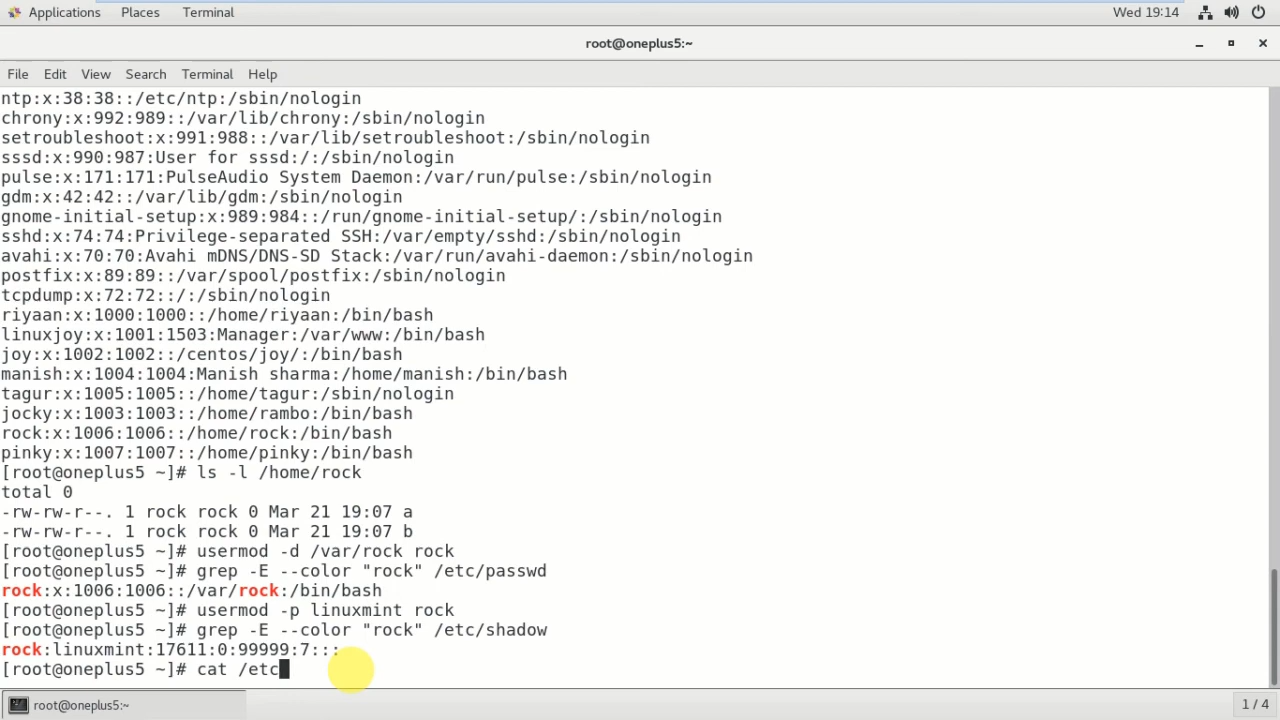 Applications Places Terminal Wed 19:14
root@oneplus5:~
File Edit View Search Terminal Help
ntp:x:38:38::/etc/ntp:/sbin/nologin
chrony:x:992:989::/var/lib/chrony:/sbin/nologin
setroubleshoot:x:991:988::/var/lib/setroubleshoot:/sbin/nologin
sssd:x:990:987:User for sssd:/:/sbin/nologin
pulse:x:171:171:PulseAudio System Daemon:/var/run/pulse:/sbin/nologin
gdm:x:42:42::/var/lib/gdm:/sbin/nologin
gnome-initial-setup:x:989:984::/run/gnome-initial-setup/:/sbin/nologin
sshd:x:74:74:Privilege-separated SSH:/var/empty/sshd:/sbin/nologin
avahi:x:70:70:Avahi mDNS/DNS-SD Stack:/var/run/avahi-daemon:/sbin/nologin
postfix:x:89:89::/var/spool/postfix:/sbin/nologin
tcpdump:x:72:72::/:/sbin/nologin
riyaan:x:1000:1000::/home/riyaan:/bin/bash
linuxjoy:x:1001:1503:Manager:/var/www:/bin/bash
joy:x:1002:1002::/centos/joy/:/bin/bash
manish:x:1004:1004:Manish sharma:/home/manish:/bin/bash
tagur:x:1005:1005::/home/tagur:/sbin/nologin
jocky:x:1003:1003::/home/rambo:/bin/bash
rock:x:1006:1006::/home/rock:/bin/bash
pinky:x:1007:1007::/home/pinky:/bin/bash
[root@oneplus5 ~]# ls -l /home/rock
total 0
-rw-rw-r--. 1 rock rock 0 Mar 21 19:07 a
-rw-rw-r--. 1 rock rock 0 Mar 21 19:07 b
[root@oneplus5 ~]# usermod -d /var/rock rock
[root@oneplus5 ~]# grep -E --color "rock" /etc/passwd
rock:x:1006:1006::/var/rock:/bin/bash
[root@oneplus5 ~]# usermod -p linuxmint rock
[root@oneplus5 ~]# grep -E --color "rock" /etc/shadow
rock:linuxmint:17611:0:99999:7:::
[root@oneplus5 ~]# cat /etc
root@oneplus5:~ 1 / 4